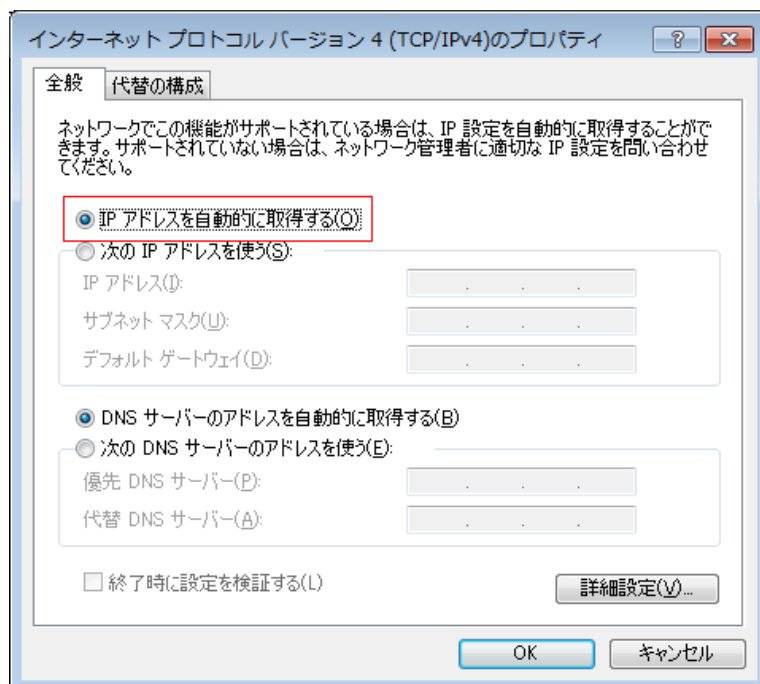 インターネット プロトコル バージョン 4 (TCP/IPv4)のプロパティ
全般
代替の構成
ネットワークでこの機能がサポートされている場合は、IP 設定を自動的に取得することがで
きます。サポートされていない場合は、ネットワーク管理者に適切な IP 設定を問い合わせ
てください。
IP アドレスを自動的に取得する(O)
次の IP アドレスを使う(S):
IP アドレス(I):
サブネット マスク(U):
デフォルト ゲートウェイ(D):
DNS サーバーのアドレスを自動的に取得する(B)
次の DNS サーバーのアドレスを使う(E):
優先 DNS サーバー(P):
代替 DNS サーバー(A):
終了時に設定を検証する(L)
詳細設定(V)...
OK
キャンセル